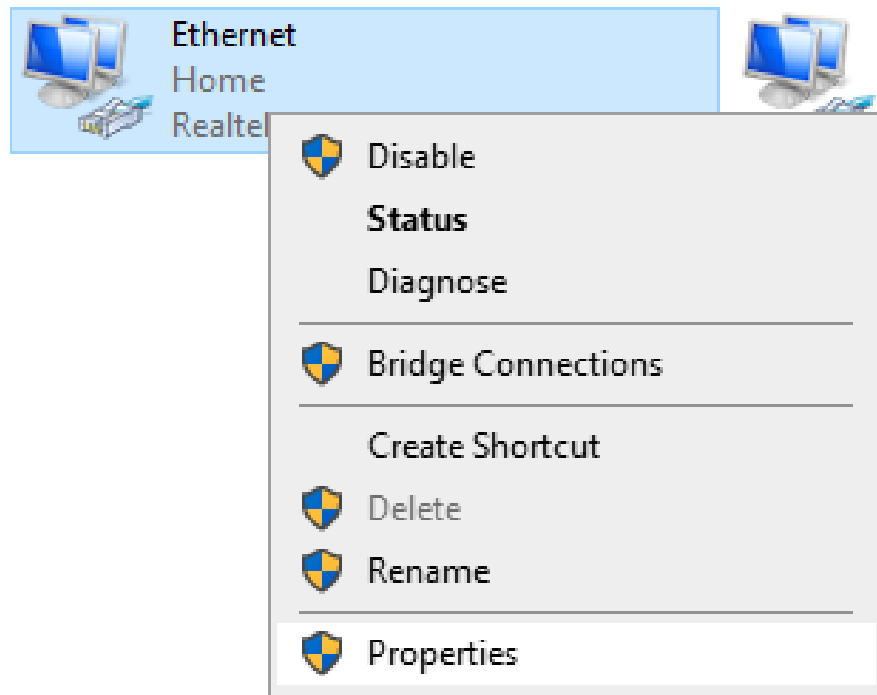 Ethernet
Home
Disable
Status
Diagnose
Bridge Connections
Create Shortcut
Delete
Rename
Properties